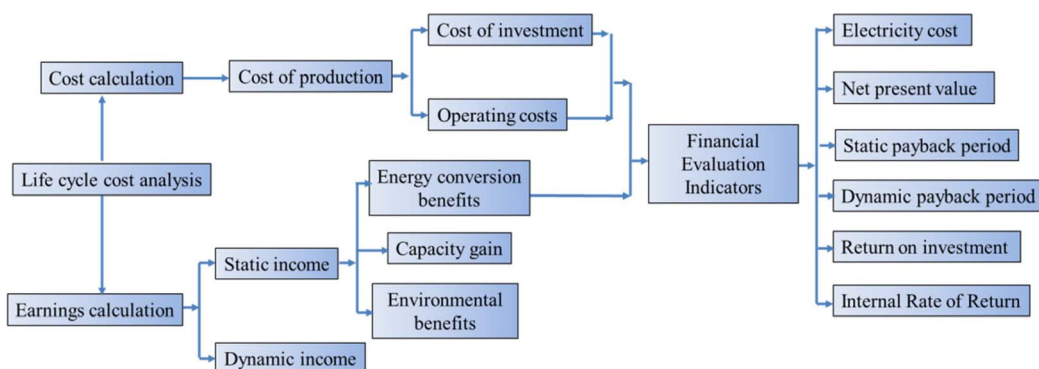 Cost calculation
Cost of production
Cost of investment
Operating costs
Life cycle cost analysis
Earnings calculation
Static income
Dynamic income
Energy conversion
benefits
Capacity gain
Environmental
benefits
Financial
Evaluation
Indicators
Electricity cost
Net present value
Static payback period
Dynamic payback period
Return on investment
Internal Rate of Return